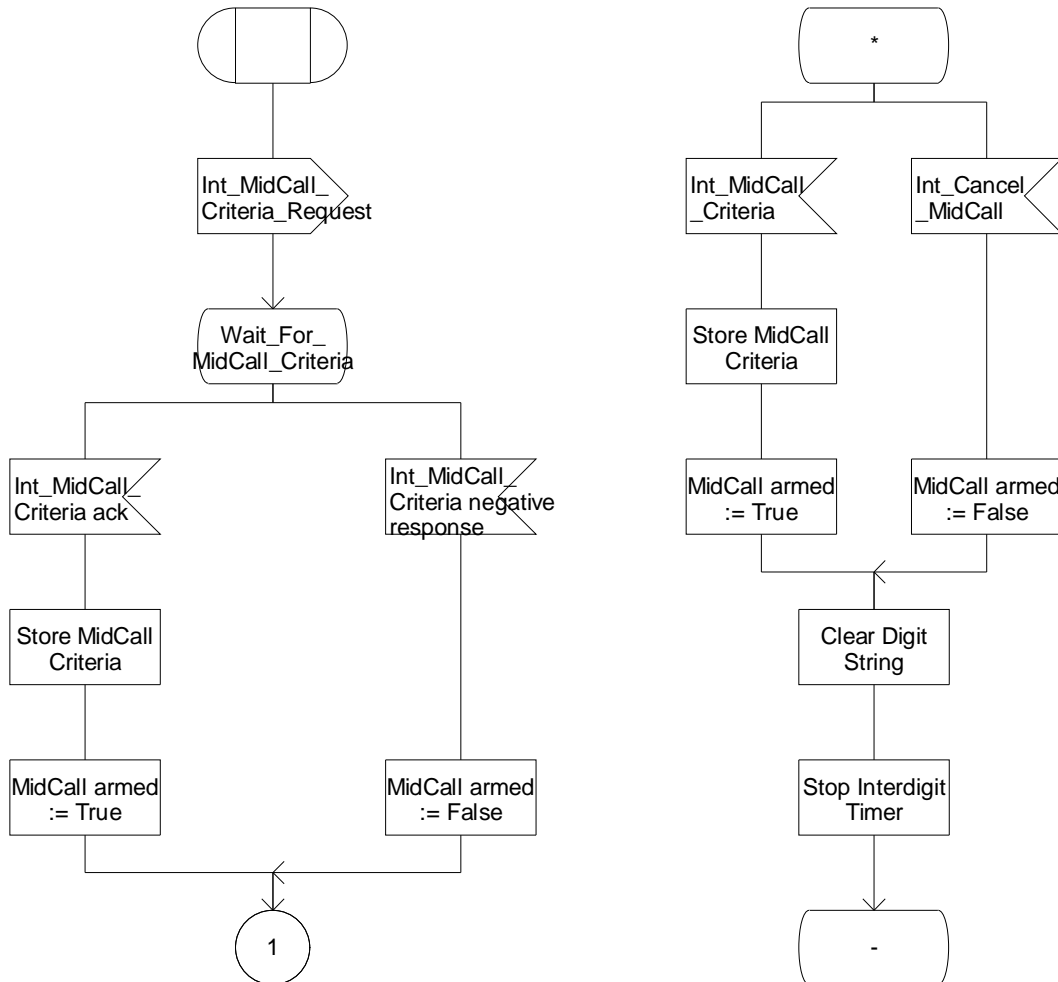 Int_MidCall_
Criteria_Request
Wait_For_
MidCall_Criteria
Int_MidCall_
Criteria ack
Int_MidCall_
Criteria negative
response
Store MidCall
Criteria
MidCall armed
:= True
MidCall armed
:= False
1
*
Int_MidCall
_Criteria
Int_Cancel
_MidCall
Store MidCall
Criteria
MidCall armed
:= True
MidCall armed
:= False
Clear Digit
String
Stop Interdigit
Timer
-